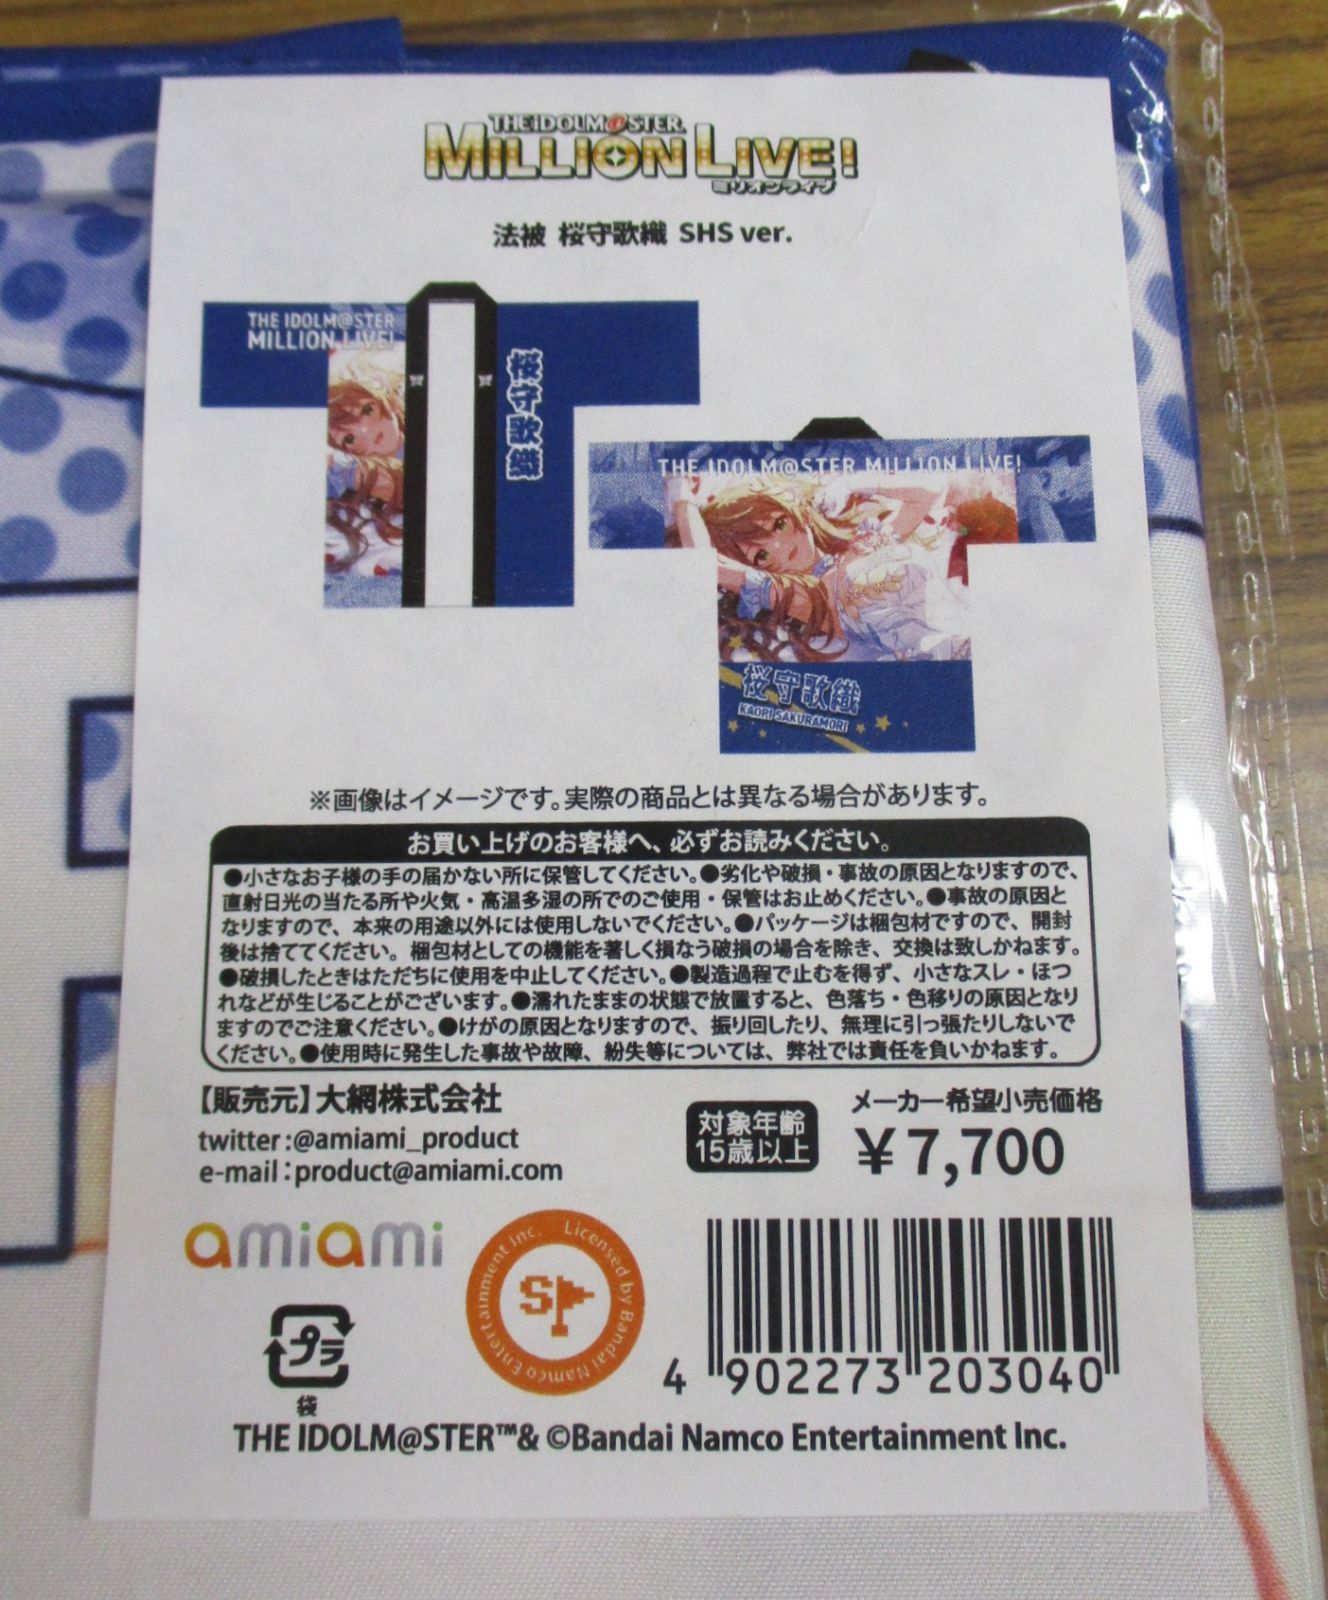 THE IDOLM@STER
MILLION LIVE!
ミリオンライブ
法被 桜守歌織 SHS ver.
THE IDOLM@STER
MILLION LIVE!
桜守歌織
THE IDOLM@STER MILLION LIVE!
桜守歌織
KAORI SAKURAMORI
※画像はイメージです。実際の商品とは異なる場合があります。
お買い上げのお客様へ、必ずお読みください。
●小さなお子様の手の届かない所に保管してください。●劣化や破損・事故の原因となりますので、
直射日光の当たる所や火気・高温多湿の所でのご使用・保管はお止めください。●事故の原因と
なりますので、本来の用途以外には使用しないでください。●パッケージは梱包材ですので、開封
後は捨ててください。梱包材としての機能を著しく損なう破損の場合を除き、交換は致しかねます。
●破損したときはただちに使用を中止してください。●製造過程で止むを得ず、小さなスレ・ほつ
れなどが生じることがございます。●濡れたままの状態で放置すると、色落ち・色移りの原因となり
ますのでご注意ください。●けがの原因となりますので、振り回したり、無理に引っ張たりしないで
ください。●使用時に発生した事故や故障、紛失等については、弊社では責任を負いかねます。
【販売元】大網株式会社
twitter:@amiami_product
e-mail:product@amiami.com
対象年齢
15歳以上
メーカー希望小売価格
¥7,700
amiami
Licensed by Bandai Namco Entertainment Inc.
S
プラ
袋
4 902273 203040
THE IDOLM@STER™& ©Bandai Namco Entertainment Inc.